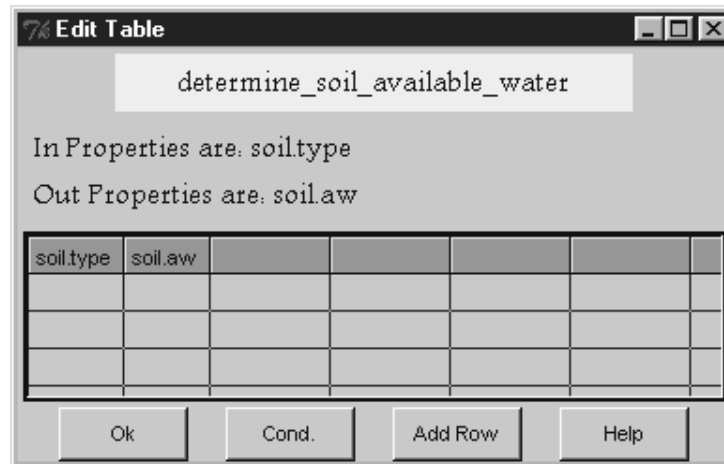 Edit Table
determine_soil_available_water
In Properties are: soil.type
Out Properties are: soil.aw
soil.type soil.aw
Ok Cond. Add Row Help